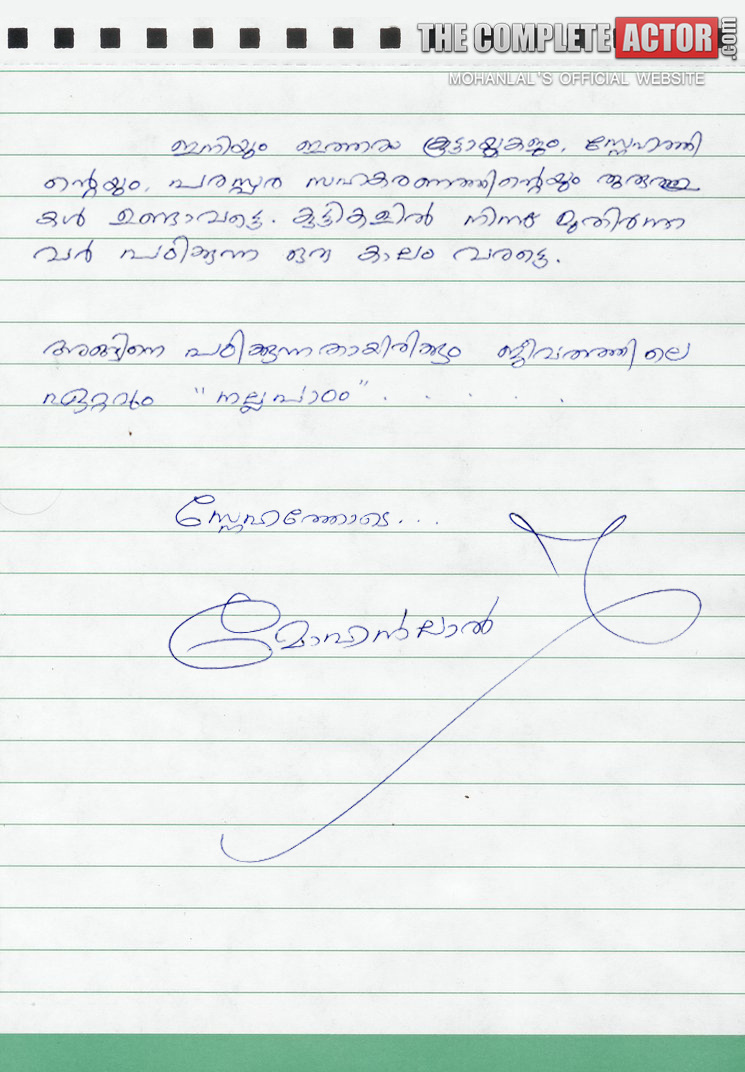 THE COMPLETE ACTOR.com
MOHANLAL'S OFFICIAL WEBSITE
ഇനിയും ഇത്തരം കൂട്ടായ്മകളും, സ്നേഹത്തി
ന്റെയും, പരസ്പര സഹകരണത്തിന്റെയും
കൾ ഉണ്ടാവട്ടെ. കുട്ടികളിൽ നിന്ന് മുതിർന്ന
വർ പഠിക്കുന്ന ഒരു കാലം വരട്ടെ.
അങ്ങിനെ പഠിക്കുന്നതായിരിക്കും ജീവിതത്തിലെ
ഏറ്റവും "നല്ലപാഠം" . . . . . .
സ്നേഹത്തോടെ...
മോഹൻലാൽ